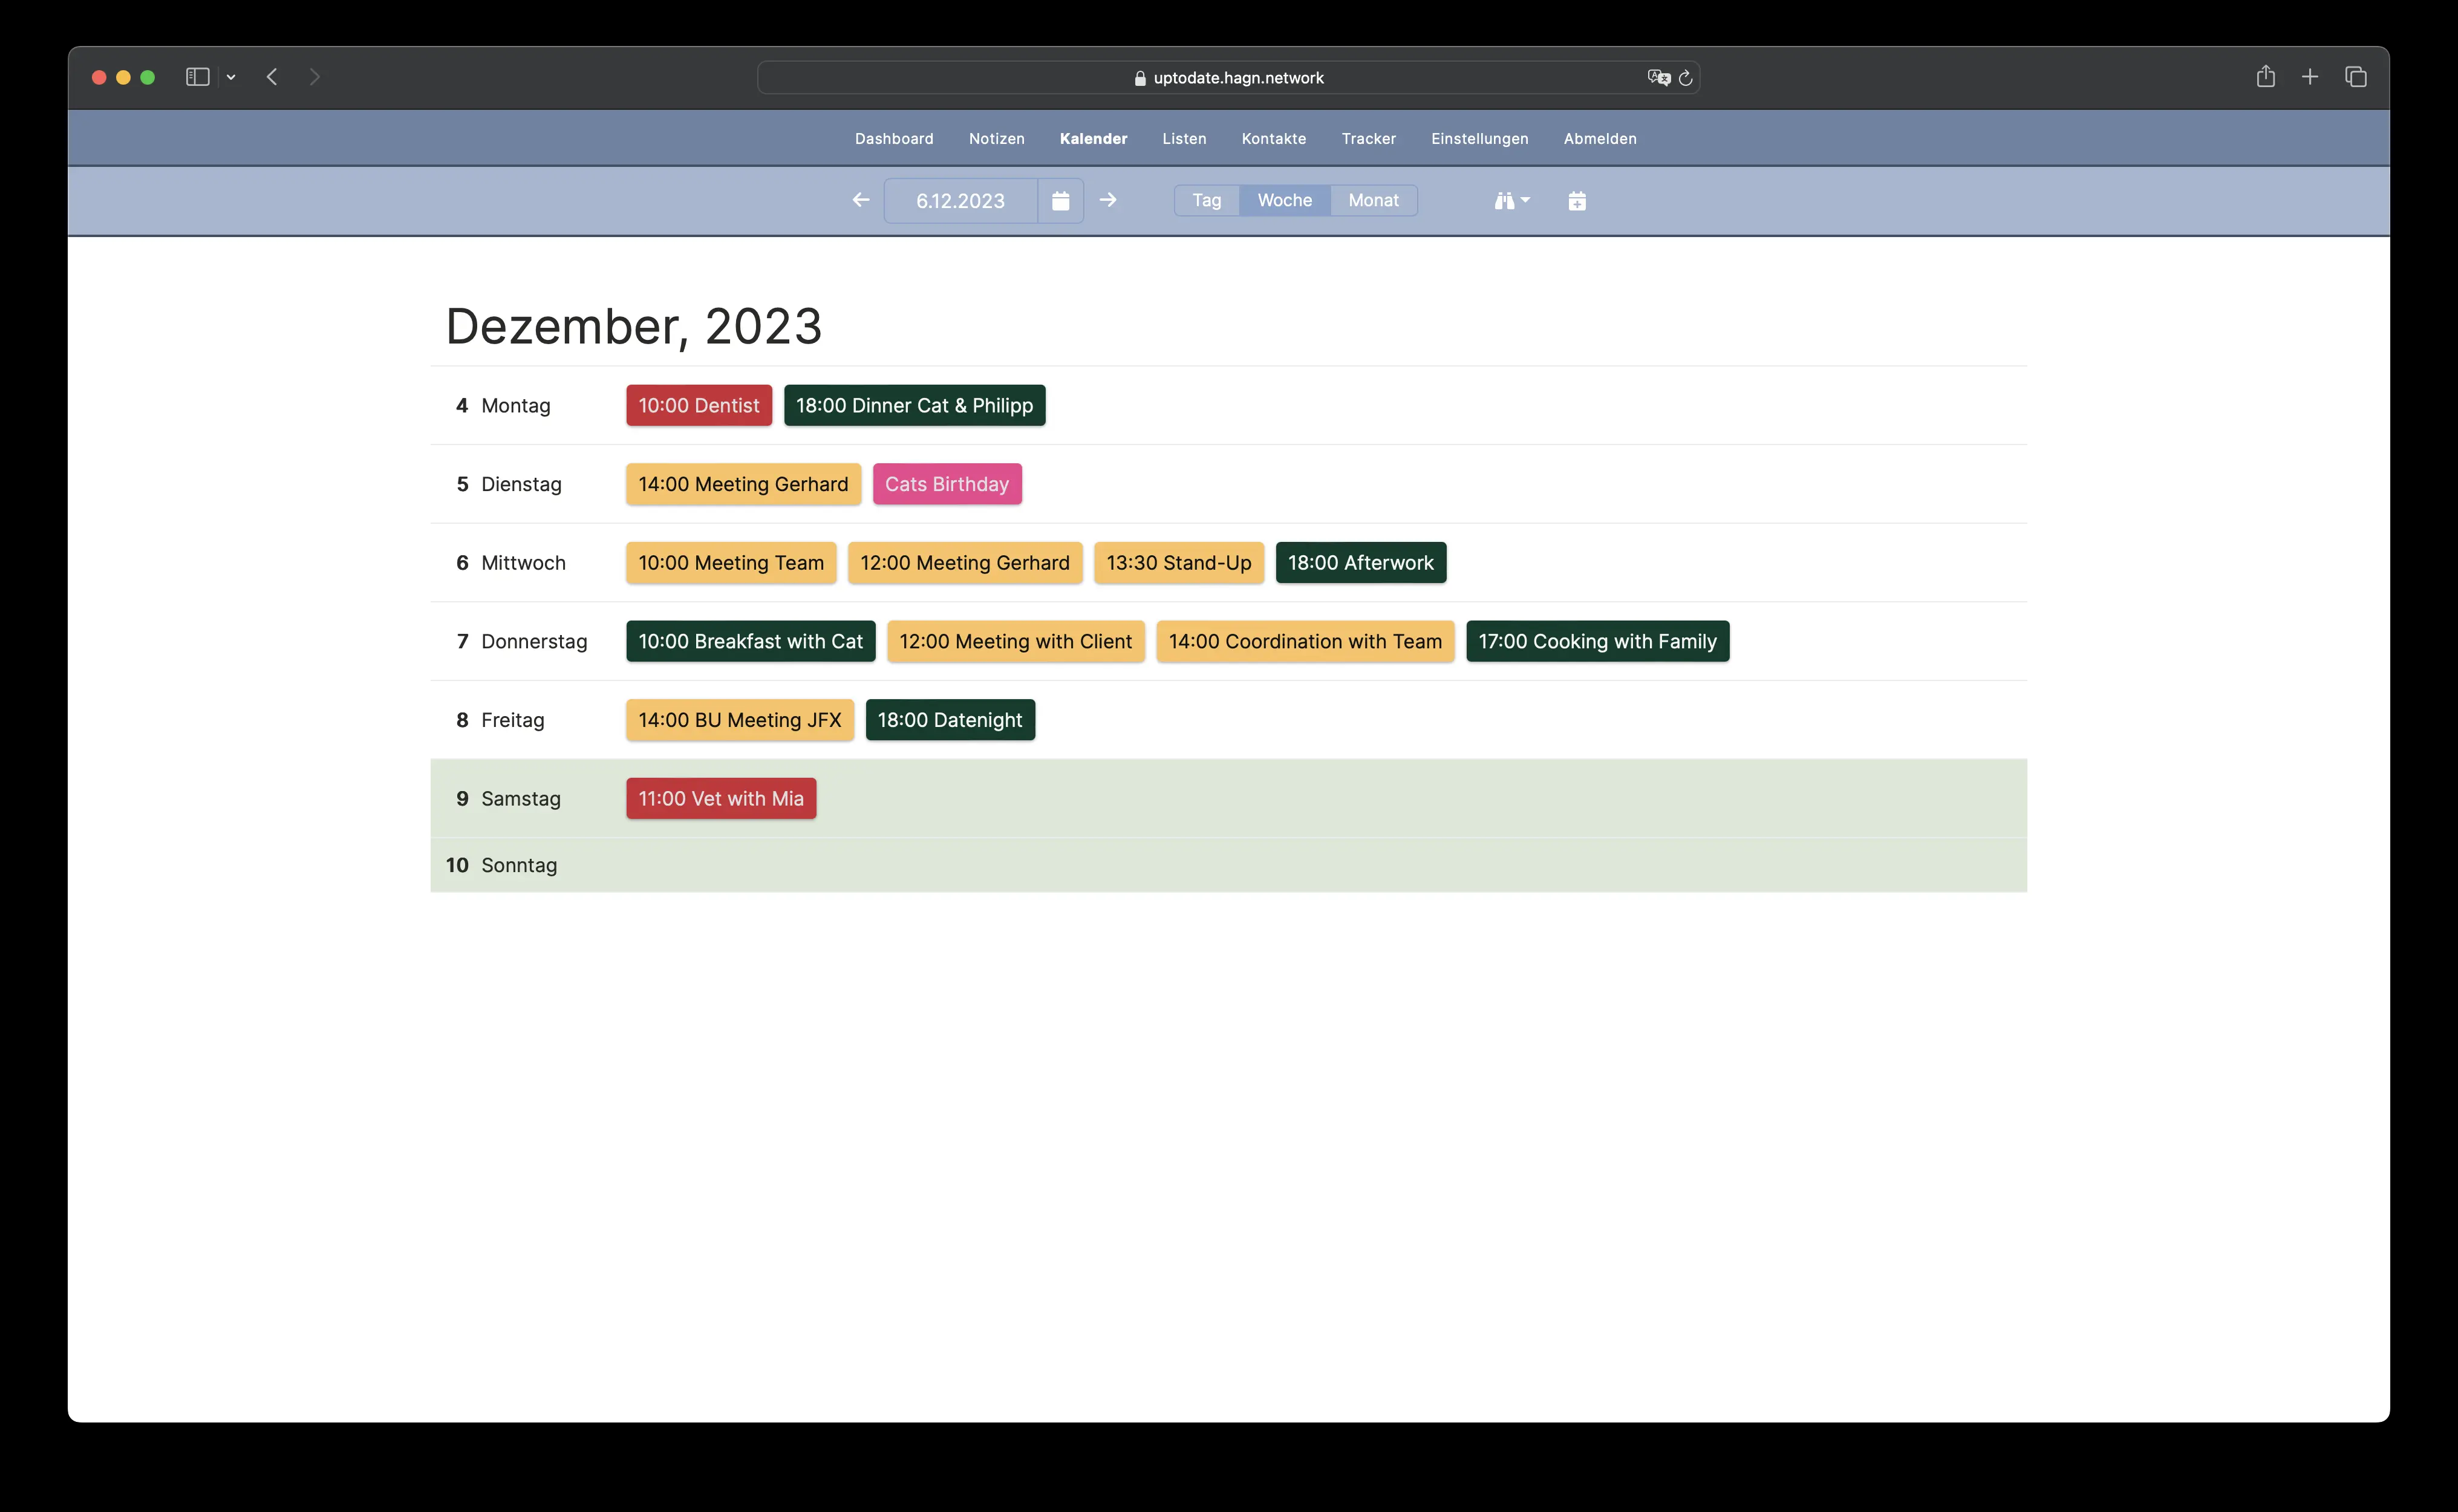 uptodate.hagn.network
Dashboard Notizen Kalender Listen Kontakte Tracker Einstellungen Abmelden
6.12.2023 Tag Woche Monat
Dezember, 2023
4 Montag 10:00 Dentist 18:00 Dinner Cat & Philipp
5 Dienstag 14:00 Meeting Gerhard Cats Birthday
6 Mittwoch 10:00 Meeting Team 12:00 Meeting Gerhard 13:30 Stand-Up 18:00 Afterwork
7 Donnerstag 10:00 Breakfast with Cat 12:00 Meeting with Client 14:00 Coordination with Team 17:00 Cooking with Family
8 Freitag 14:00 BU Meeting JFX 18:00 Datenight
9 Samstag 11:00 Vet with Mia
10 Sonntag